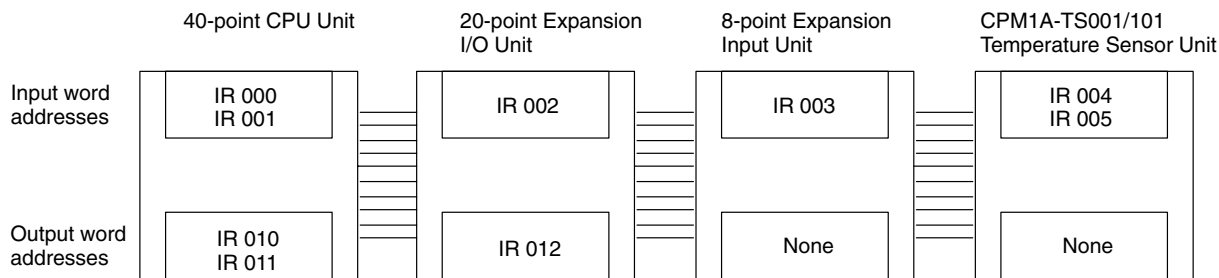 40-point CPU Unit
20-point Expansion
I/O Unit
8-point Expansion
Input Unit
CPM1A-TS001/101
Temperature Sensor Unit
Input word
addresses
IR 000
IR 001
IR 002
IR 003
IR 004
IR 005
Output word
addresses
IR 010
IR 011
IR 012
None
None